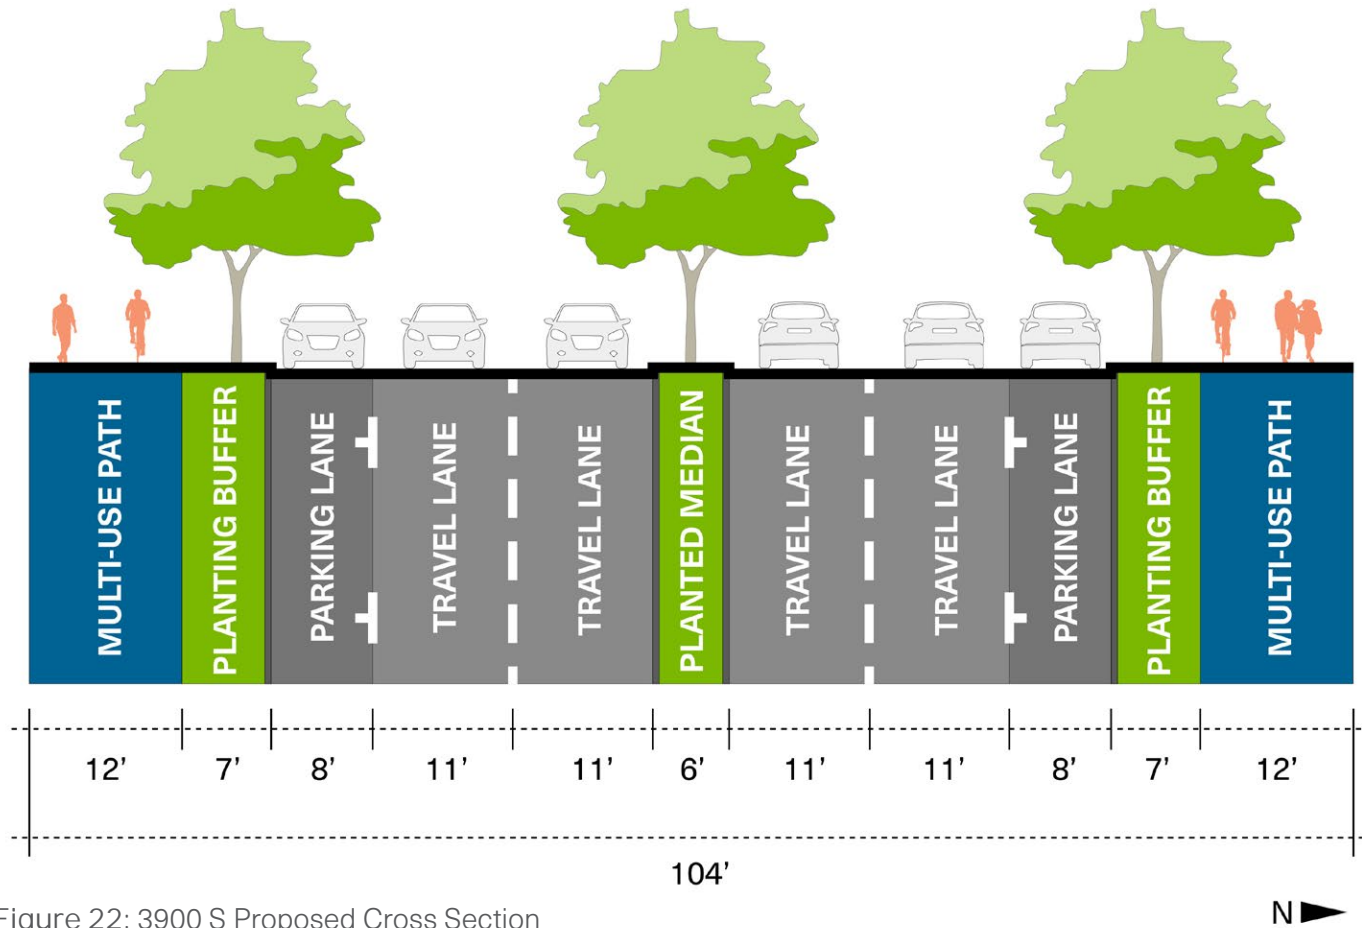 MULTI-USE PATH
PLANTING BUFFER
PARKING LANE
TRAVEL LANE
TRAVEL LANE
PLANTED MEDIAN
TRAVEL LANE
TRAVEL LANE
PARKING LANE
PLANTING BUFFER
MULTI-USE PATH
12’ 7’ 8’ 11’ 11’ 6’ 11’ 11’ 8’ 7’ 12’
104’
N
Figure 22: 3900 S Proposed Cross Section